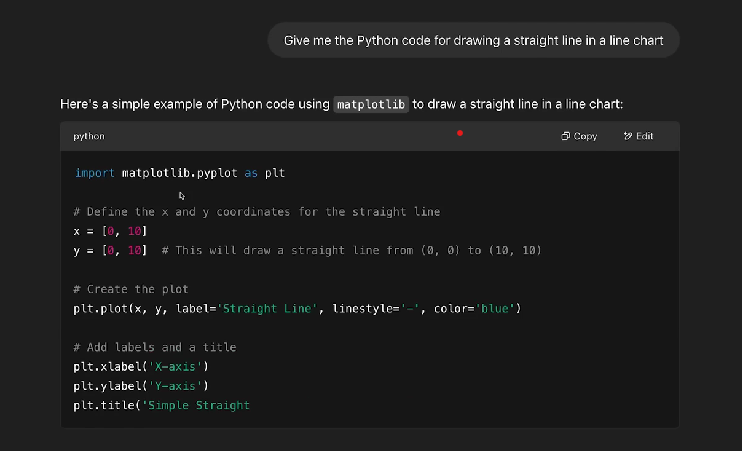 Give me the Python code for drawing a straight line in a line chart
Here's a simple example of Python code using matplotlib to draw a straight line in a line chart:
python Copy Edit
import matplotlib.pyplot as plt
# Define the x and y coordinates for the straight line
x = [0, 10]
y = [0, 10]  # This will draw a straight line from (0, 0) to (10, 10)
# Create the plot
plt.plot(x, y, label='Straight Line', linestyle='-', color='blue')
# Add labels and a title
plt.xlabel('X-axis')
plt.ylabel('Y-axis')
plt.title('Simple Straight